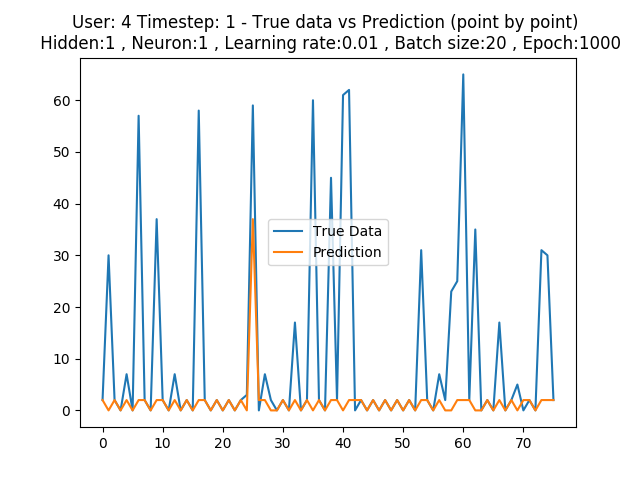 User: 4 Timestep: 1 - True data vs Prediction (point by point)
Hidden:1 , Neuron:1 , Learning rate:0.01 , Batch size:20 , Epoch:1000
60
50
40
30
20
10
0
True Data
Prediction
0 10 20 30 40 50 60 70